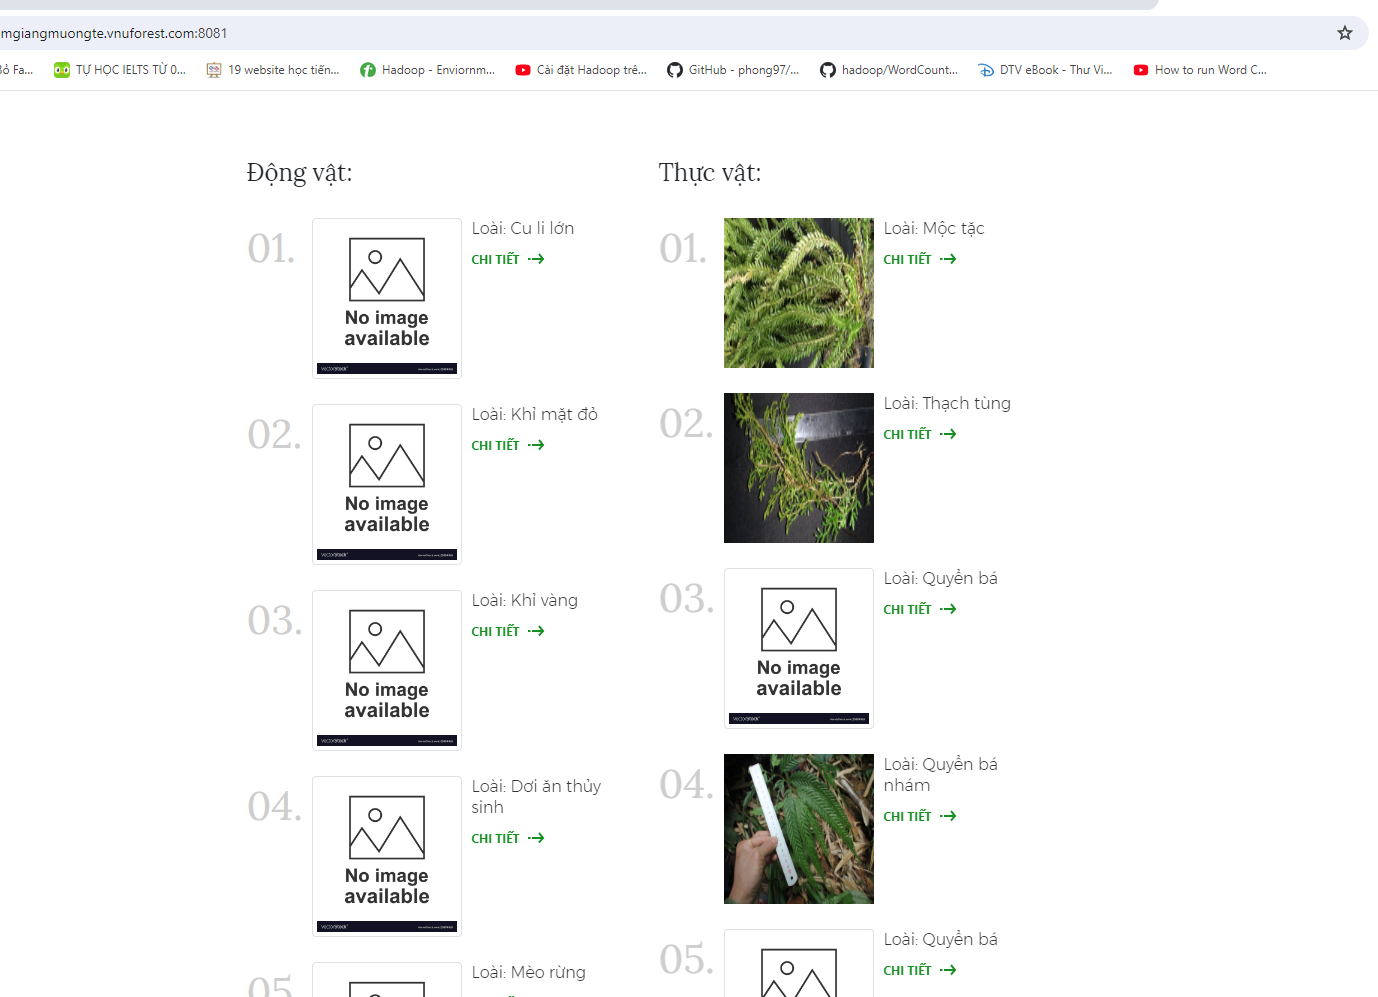 mgiangmuongte.vnuforest.com:8081
TỰ HỌC IELTS TỪ 0...
19 website học tiến...
Hadoop - Enviornm...
Cài đặt Hadoop trê...
GitHub - phong97/...
hadoop/WordCount...
DTV eBook - Thư Vi...
How to run Word C...
Động vật:
01.
No image
available
VectorStock
Loài: Cu li lớn
CHI TIẾT
02.
No image
available
VectorStock
Loài: Khỉ mặt đỏ
CHI TIẾT
03.
No image
available
VectorStock
Loài: Khỉ vàng
CHI TIẾT
04.
No image
available
VectorStock
Loài: Dơi ăn thủy
sinh
CHI TIẾT
05
Loài: Mèo rừng
Thực vật:
01.
Loài: Mộc tặc
CHI TIẾT
02.
Loài: Thạch tùng
CHI TIẾT
03.
No image
available
VectorStock
Loài: Quyển bá
CHI TIẾT
04.
Loài: Quyển bá
nhám
CHI TIẾT
05.
Loài: Quyển bá
CHI TIẾT